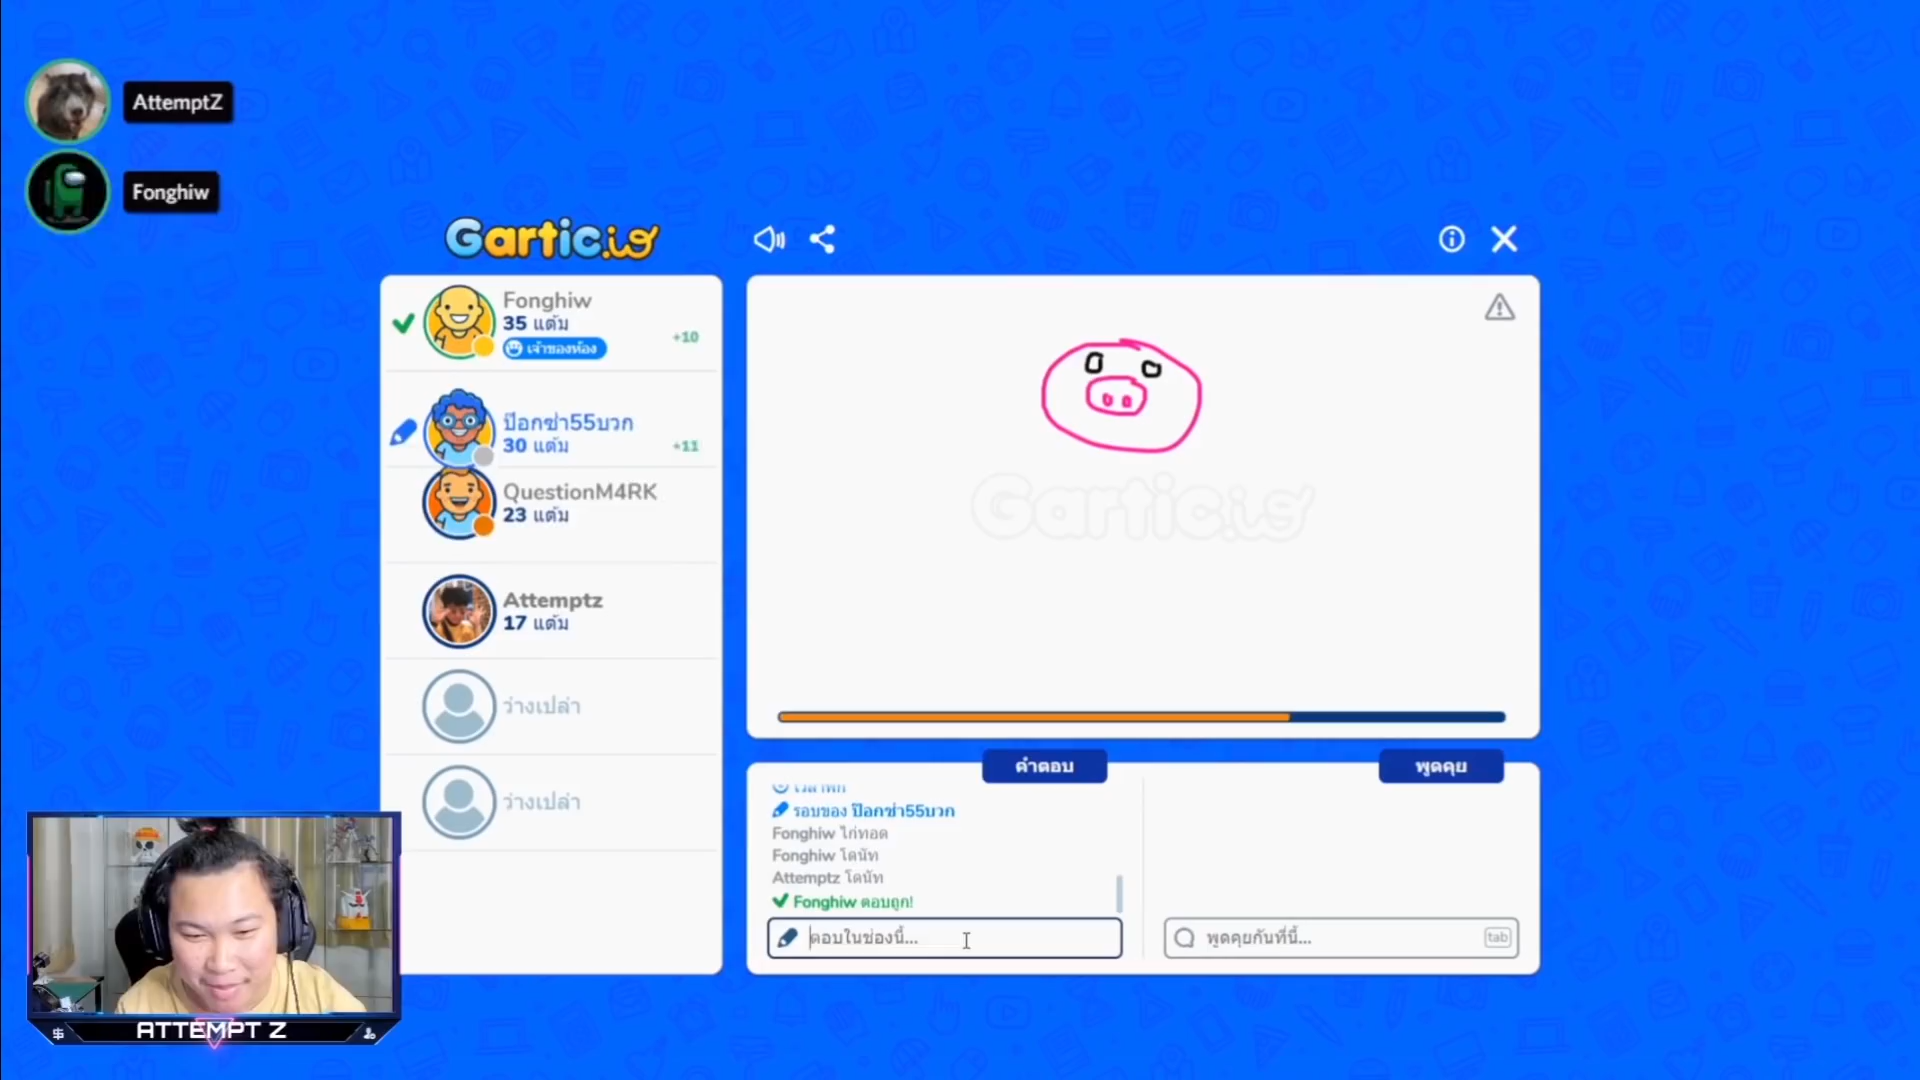 AttemptZ
Fonghiw
Gartic.io
Fonghiw
35 แต้ม
เจ้าของห้อง
+10
ป๊อกซ่า55บวก
30 แต้ม
+11
QuestionM4RK
23 แต้ม
Attemptz
17 แต้ม
ว่างเปล่า
ว่างเปล่า
Gartic.io
คำตอบ
พูดคุย
รอบของ ป๊อกซ่า55บวก
Fonghiw ไก่ทอด
Fonghiw โดนัท
Attemptz โดนัท
Fonghiw ตอบถูก!
ตอบในช่องนี้...
พูดคุยกันที่นี้...
tab
ATTEMPT Z